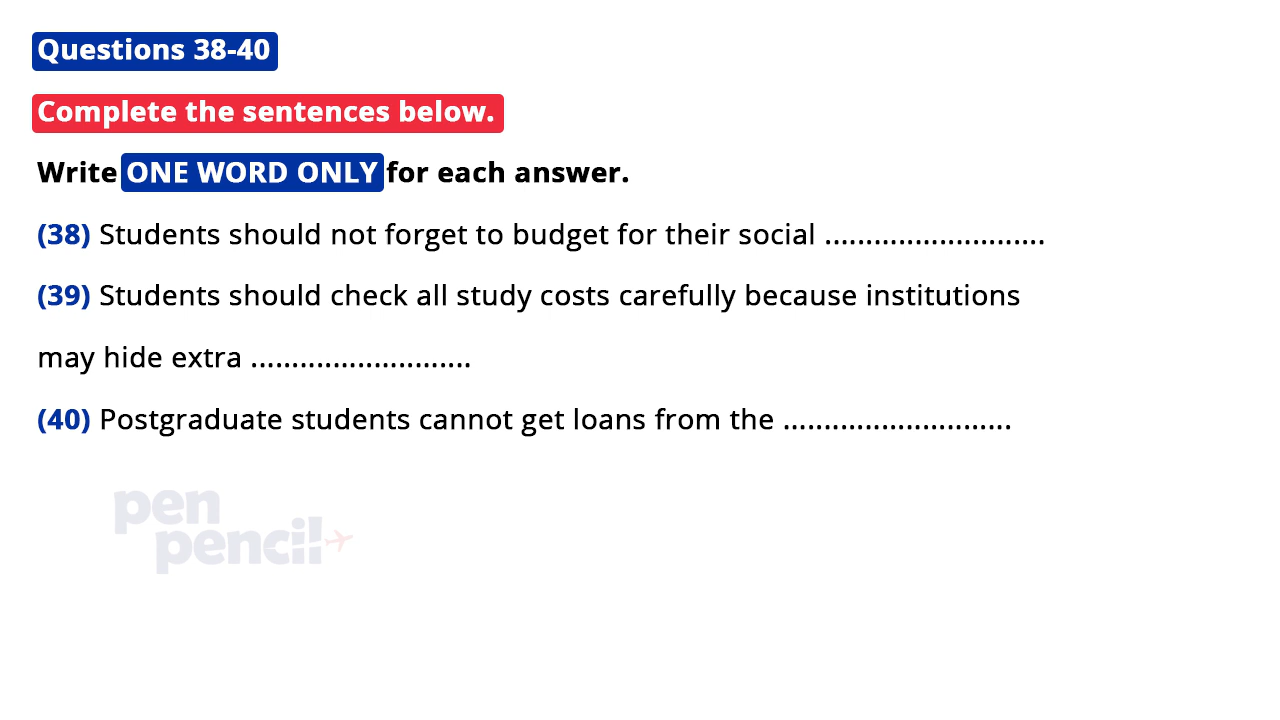 Questions 38-40
Complete the sentences below.
Write ONE WORD ONLY for each answer.
(38) Students should not forget to budget for their social ...........................
(39) Students should check all study costs carefully because institutions
may hide extra ...........................
(40) Postgraduate students cannot get loans from the ............................
pen
pencil